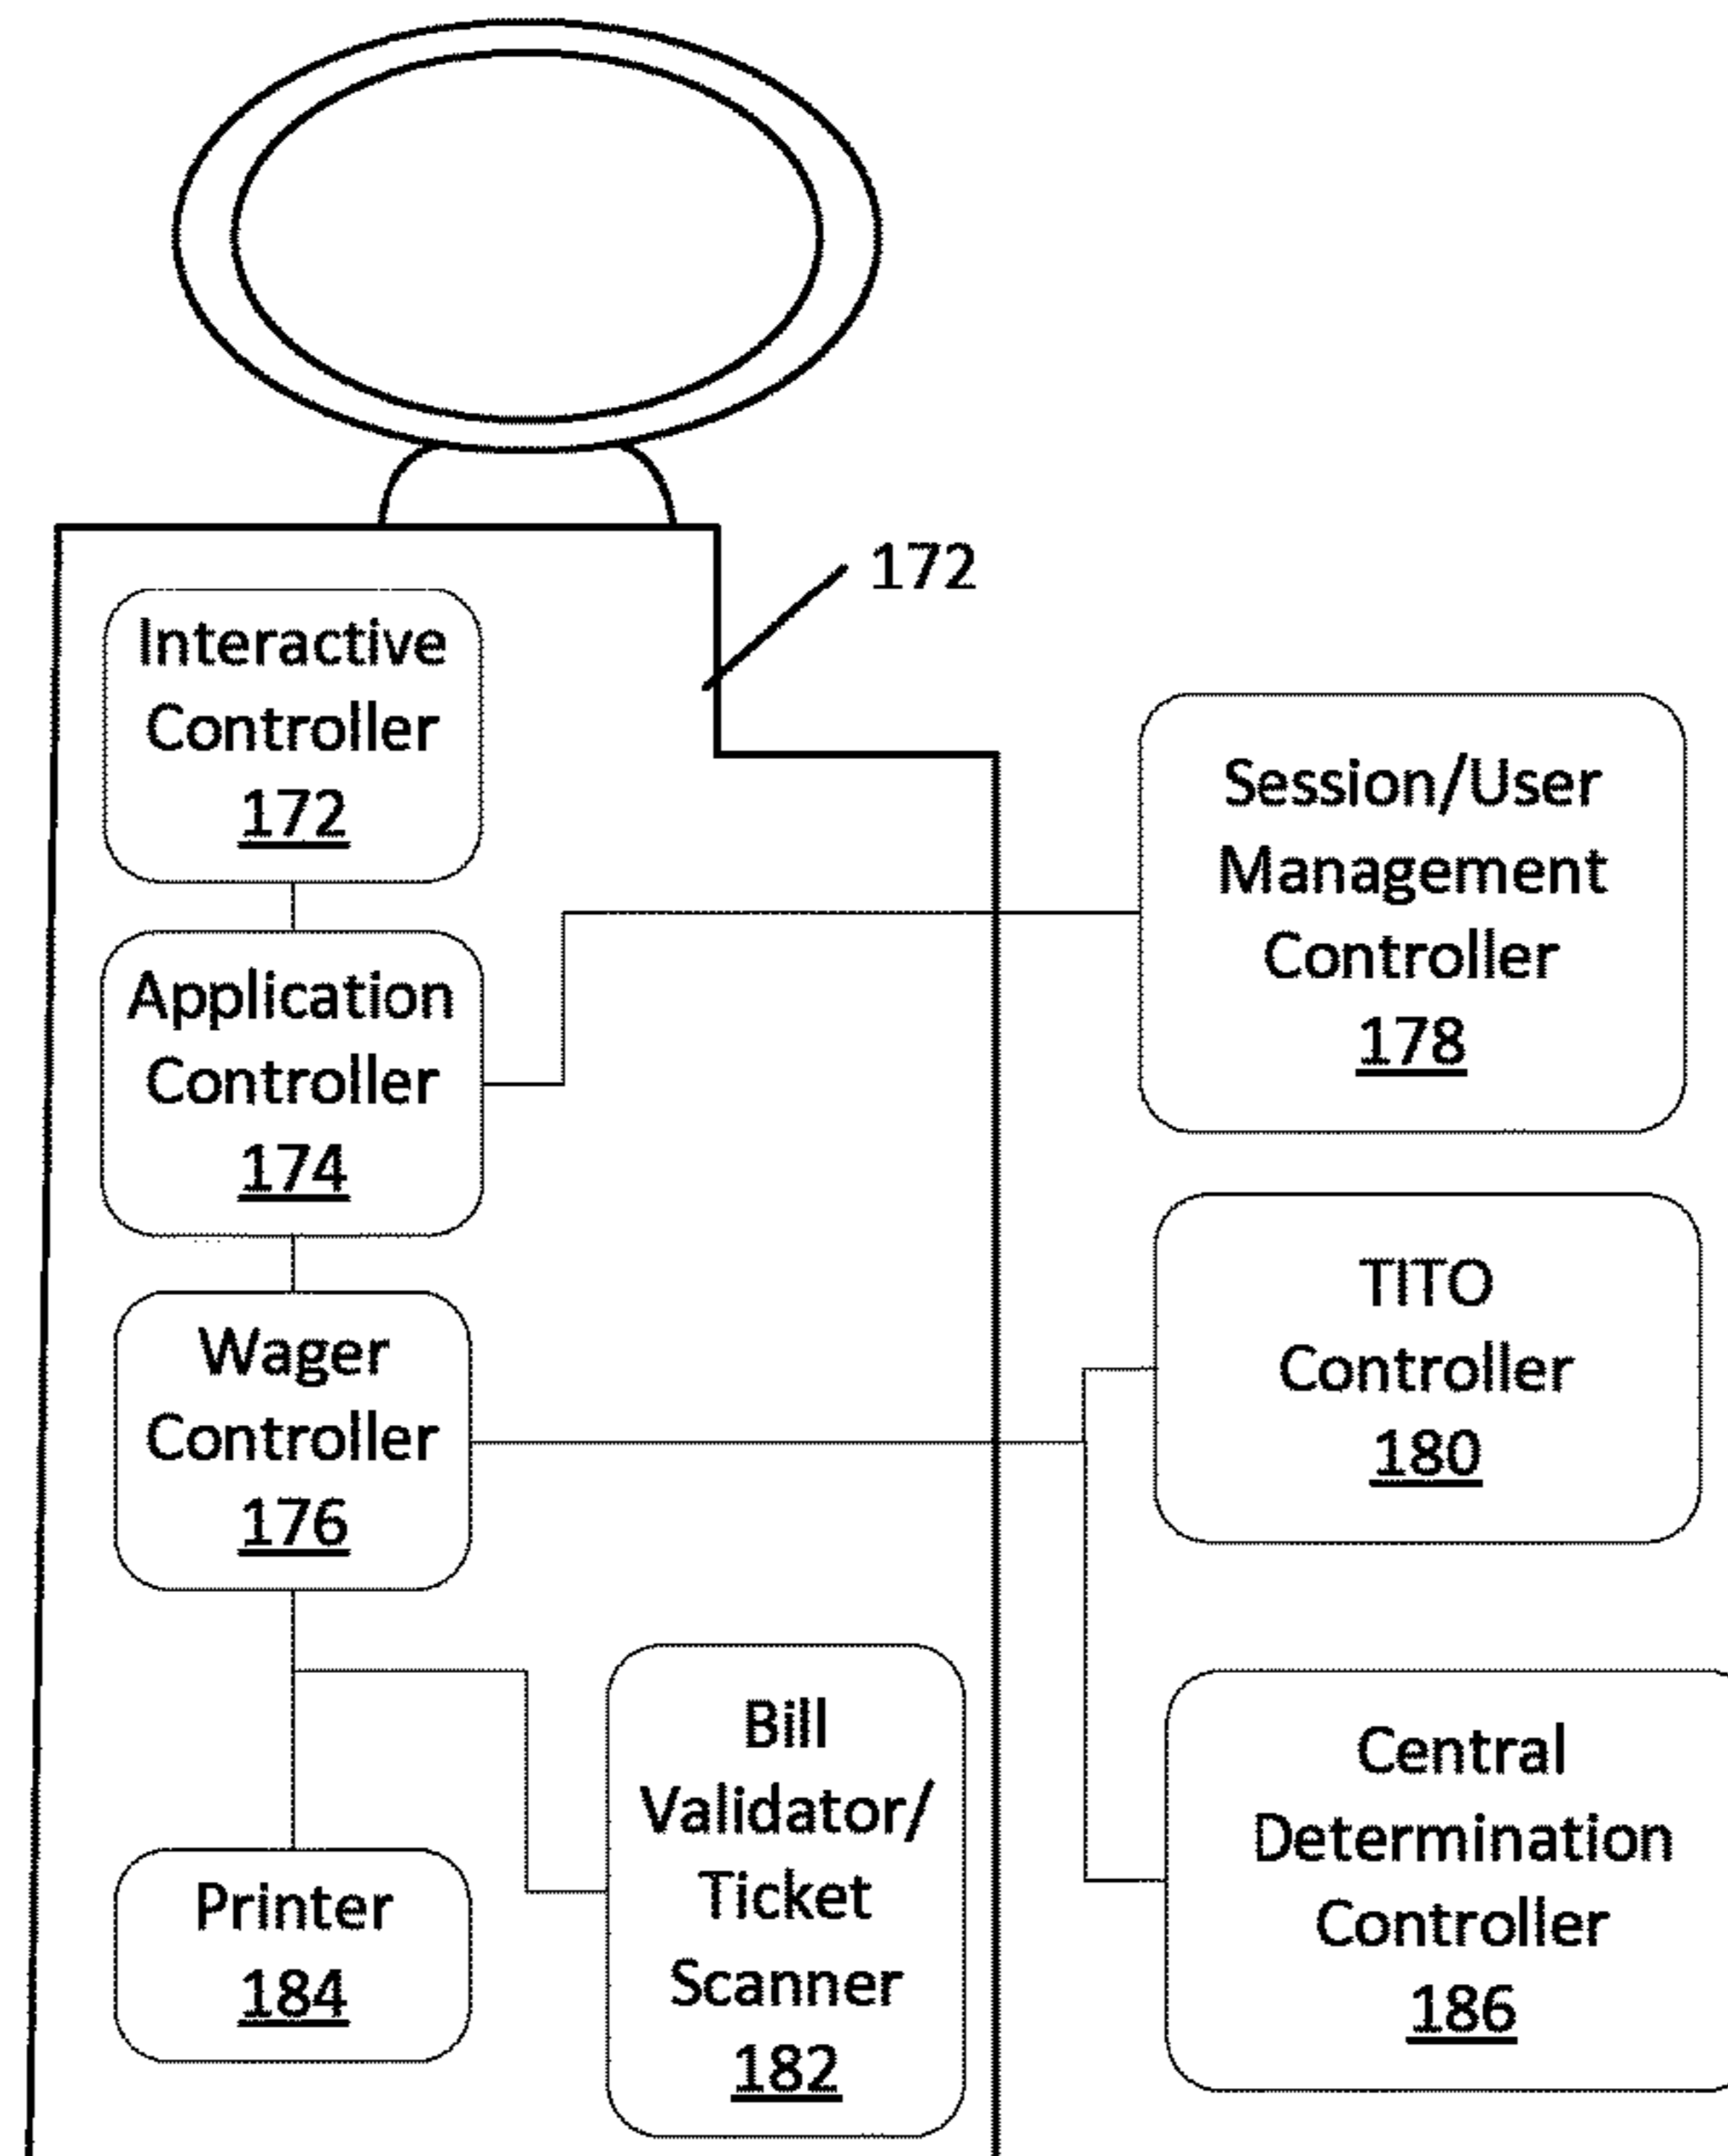 172
Interactive
Controller
172
Application
Controller
174
Wager
Controller
176
Printer
184
Bill
Validator/
Ticket
Scanner
182
Session/User
Management
Controller
178
TITO
Controller
180
Central
Determination
Controller
186